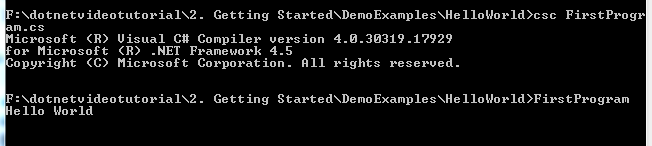 F:\dotnetvideotutorial\2. Getting Started\DemoExamples\HelloWorld>csc FirstProgr
am.cs
Microsoft (R) Visual C# Compiler version 4.0.30319.17929
for Microsoft (R) .NET Framework 4.5
Copyright (C) Microsoft Corporation. All rights reserved.
F:\dotnetvideotutorial\2. Getting Started\DemoExamples\HelloWorld>FirstProgram
Hello World